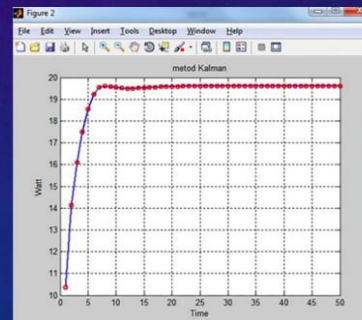 Figure 2
File Edit View Insert Tools Desktop Window Help
metod Kalman
20
19
18
17
16
15
14
13
12
11
10
Watt
0 5 10 15 20 25 30 35 40 45 50
Time